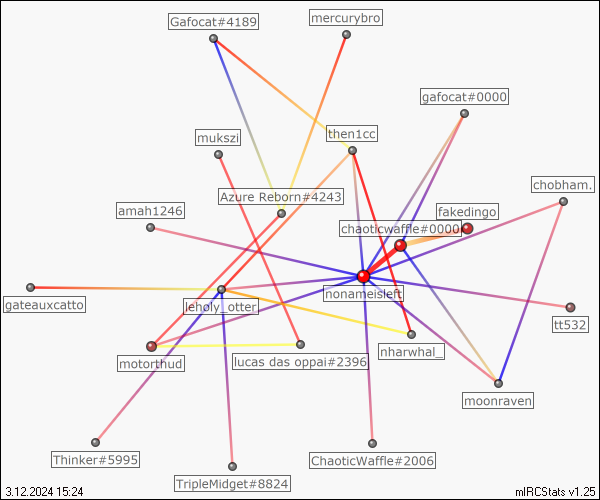 Gafocat#4189
mercurybro
gafocat#0000
mukszi
then1cc
chobham.
Azure Reborn#4243
amah1246
fakedingo
chaoticwaffle#0000
nonameisleft
gateauxcatto
leholy_otter
tt532
nharwhal_
motorthud
lucas das oppai#2396
moonraven
Thinker#5995
ChaoticWaffle#2006
TripleMidget#8824
3.12.2024 15:24
mIRCStats v1.25